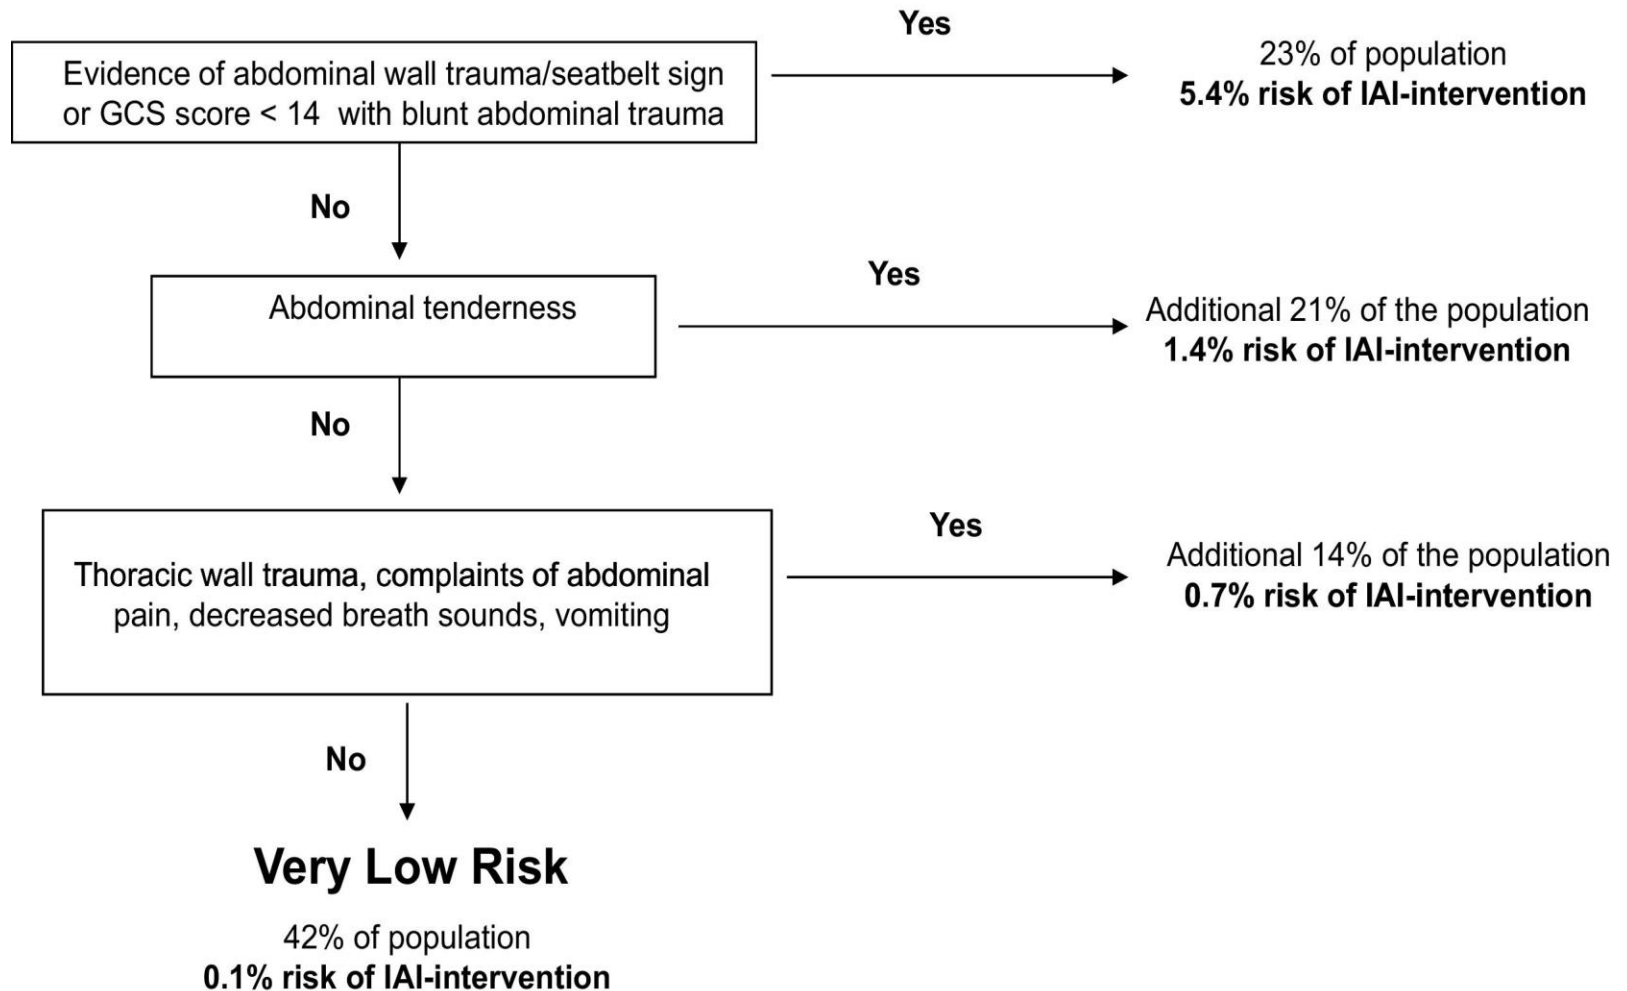 Yes
Evidence of abdominal wall trauma/seatbelt sign
or GCS score < 14 with blunt abdominal trauma
23% of population
5.4% risk of IAI-intervention
No
Yes
Abdominal tenderness
Additional 21% of the population
1.4% risk of IAI-intervention
No
Yes
Thoracic wall trauma, complaints of abdominal
pain, decreased breath sounds, vomiting
Additional 14% of the population
0.7% risk of IAI-intervention
No
Very Low Risk
42% of population
0.1% risk of IAI-intervention